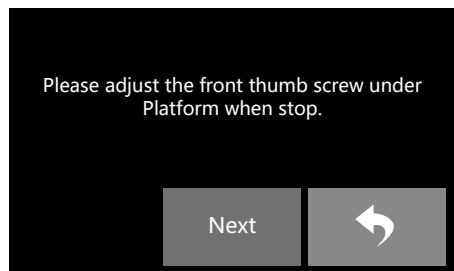 Please adjust the front thumb screw under
Platform when stop.
Next